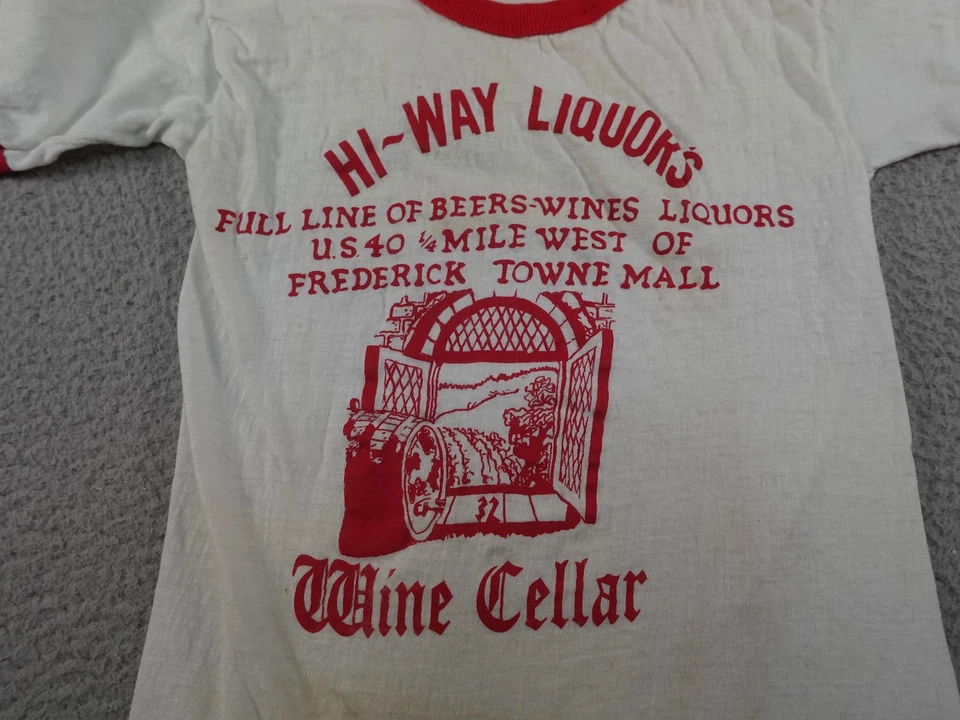 HI~WAY LIQUORS
FULL LINE OF BEERS-WINES LIQUORS
U.S. 40 ¼ MILE WEST OF
FREDERICK TOWNE MALL
32
Wine Cellar